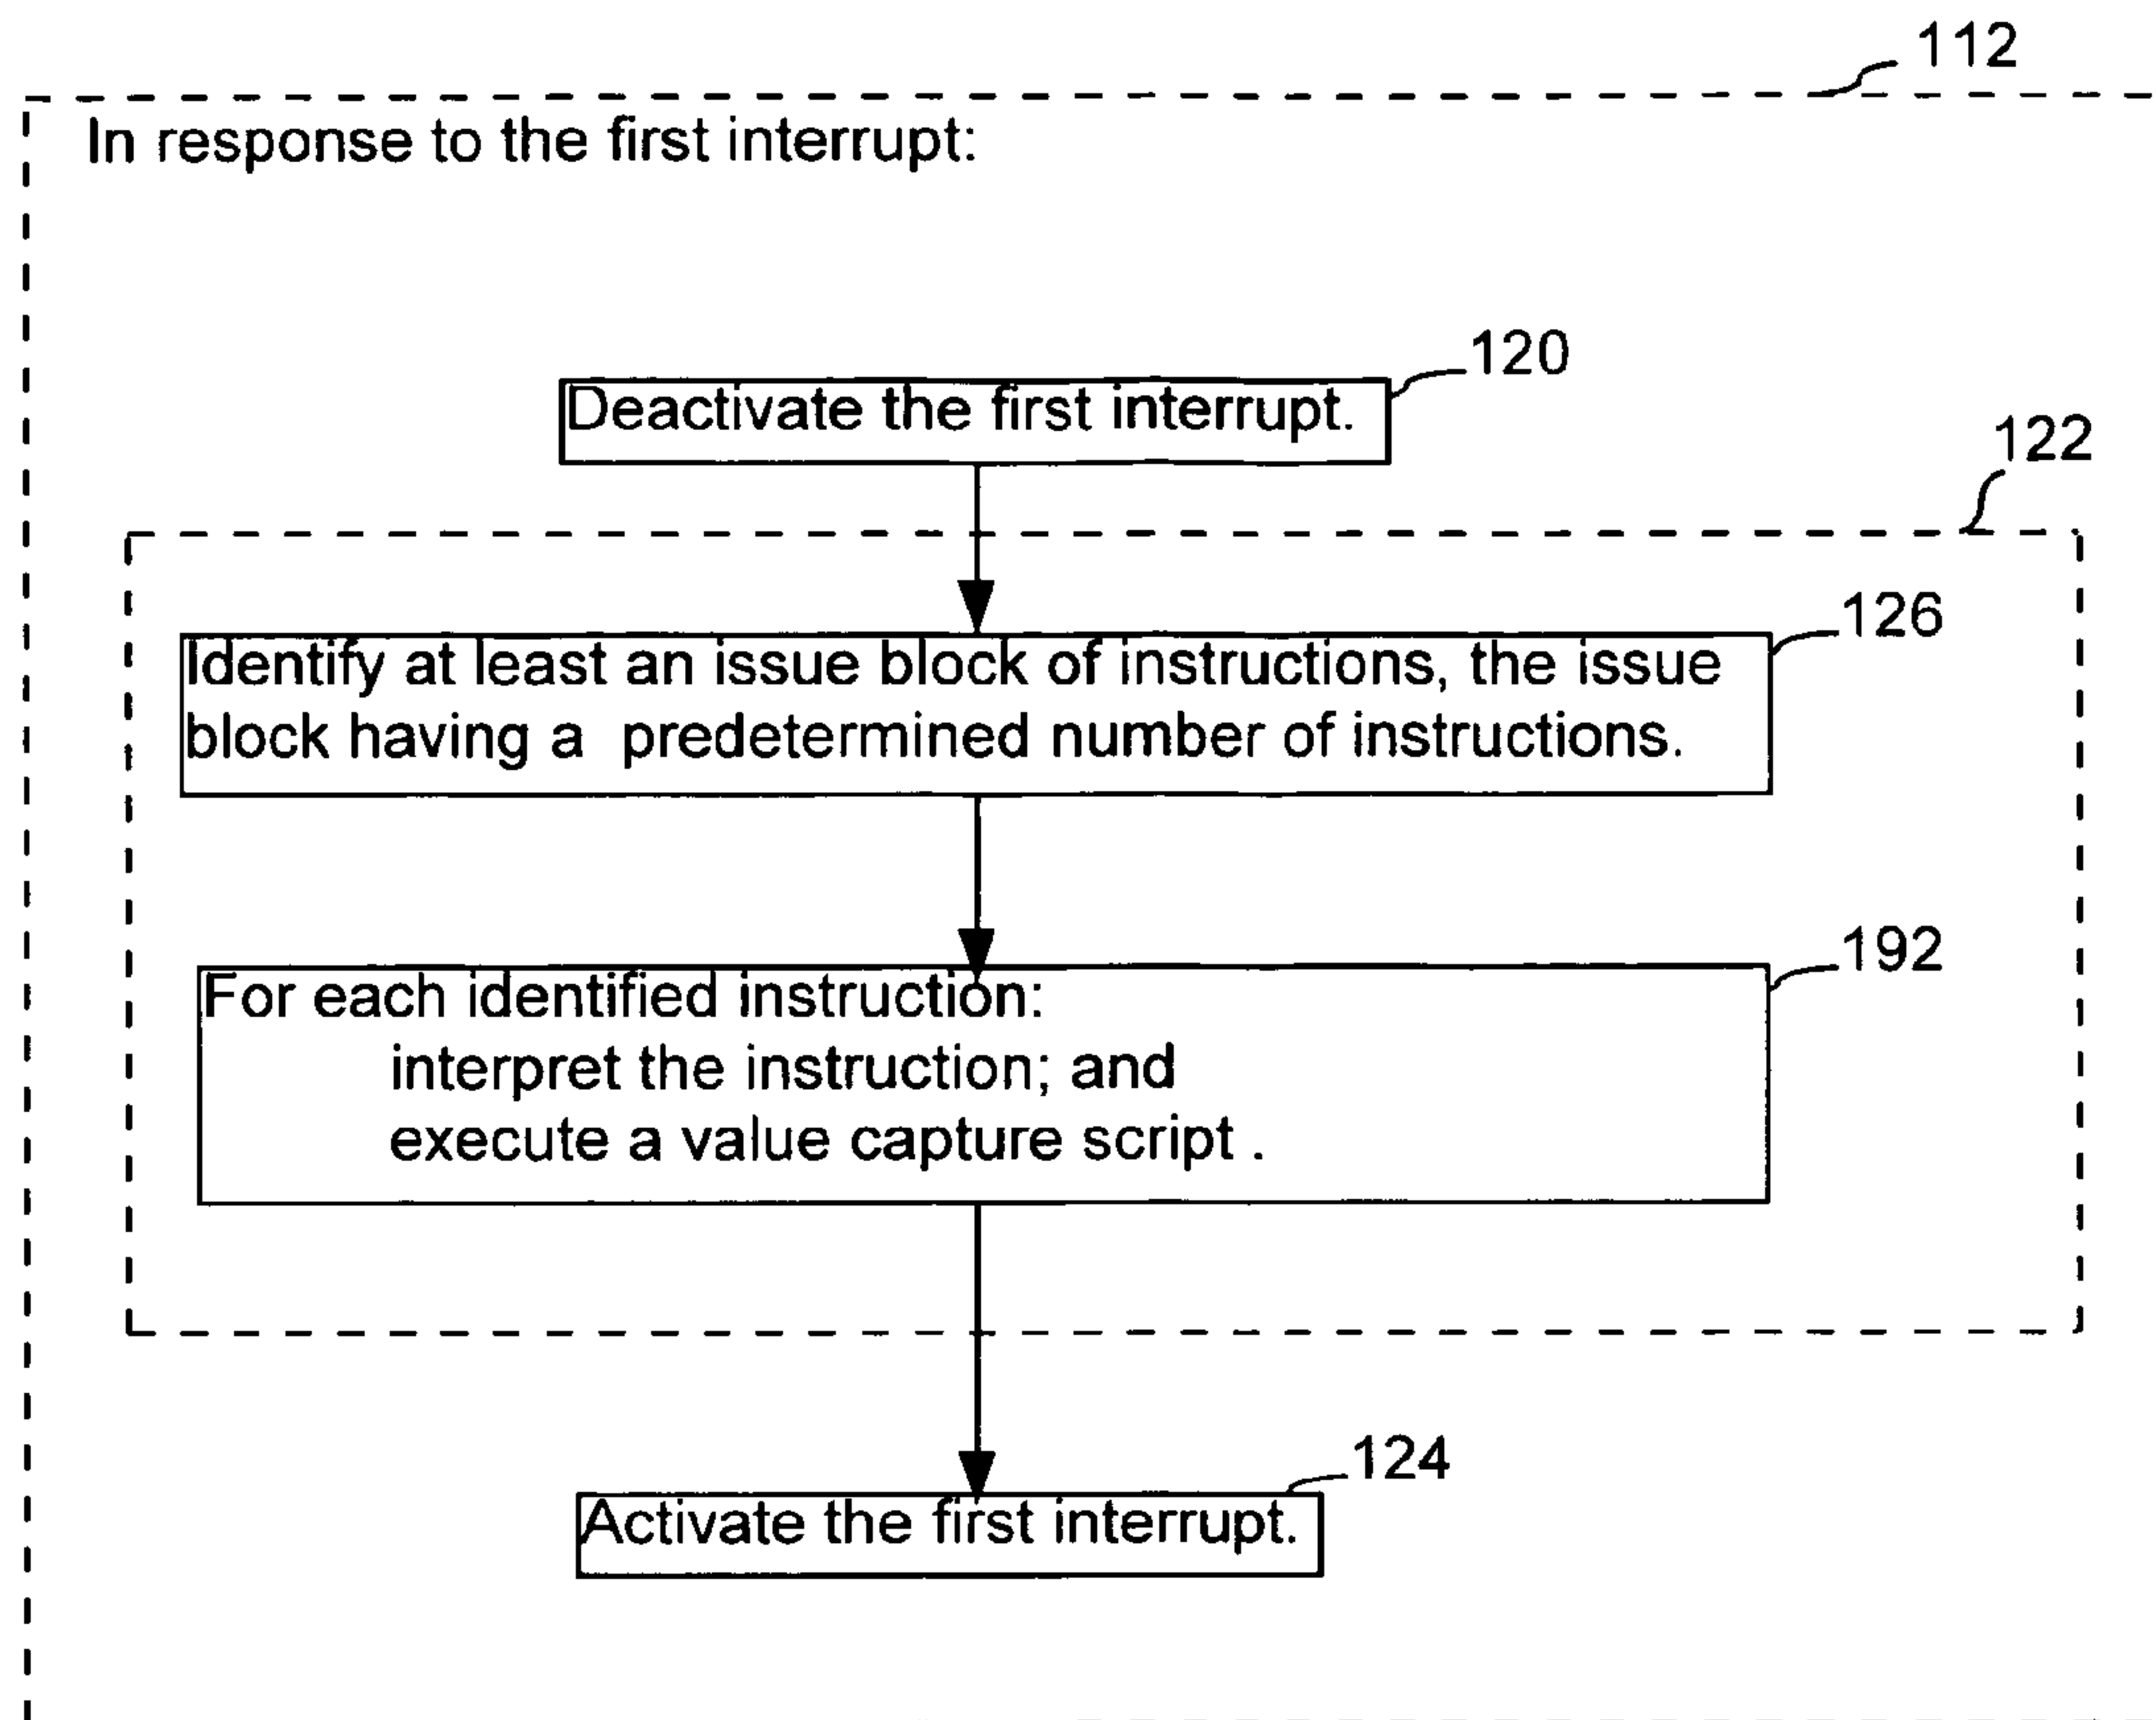 112
In response to the first interrupt:
120
Deactivate the first interrupt.
122
126
Identify at least an issue block of instructions, the issue
block having a predetermined number of instructions.
192
For each identified instruction:
interpret the instruction; and
execute a value capture script .
124
Activate the first interrupt.